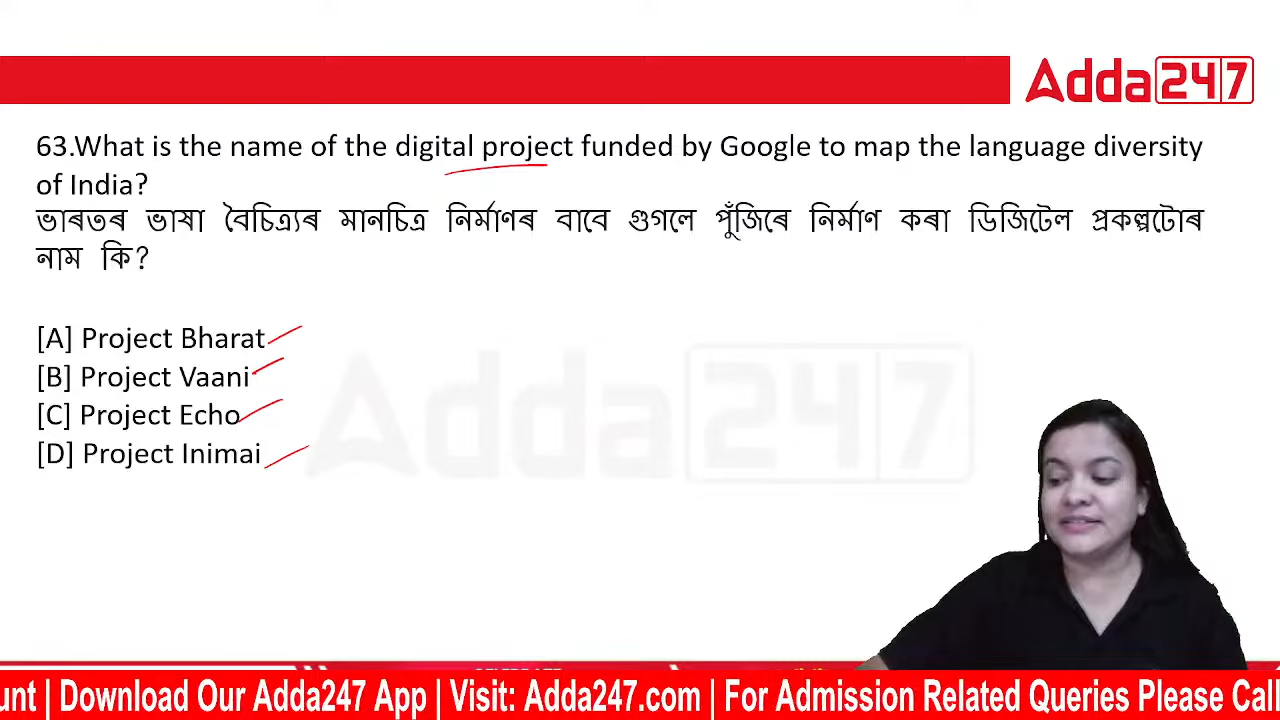 Adda247
63.What is the name of the digital project funded by Google to map the language diversity
of India?
ভাৰতৰ ভাষা বৈচিত্ৰ্যৰ মানচিত্ৰ নিৰ্মাণৰ বাবে গুগলে পুঁজিৰে নিৰ্মাণ কৰা ডিজিটেল প্ৰকল্পটোৰ
নাম কি?
[A] Project Bharat
[B] Project Vaani
[C] Project Echo
[D] Project Inimai
Adda247
unt | Download Our Adda247 App | Visit: Adda247.com | For Admission Related Queries Please Call